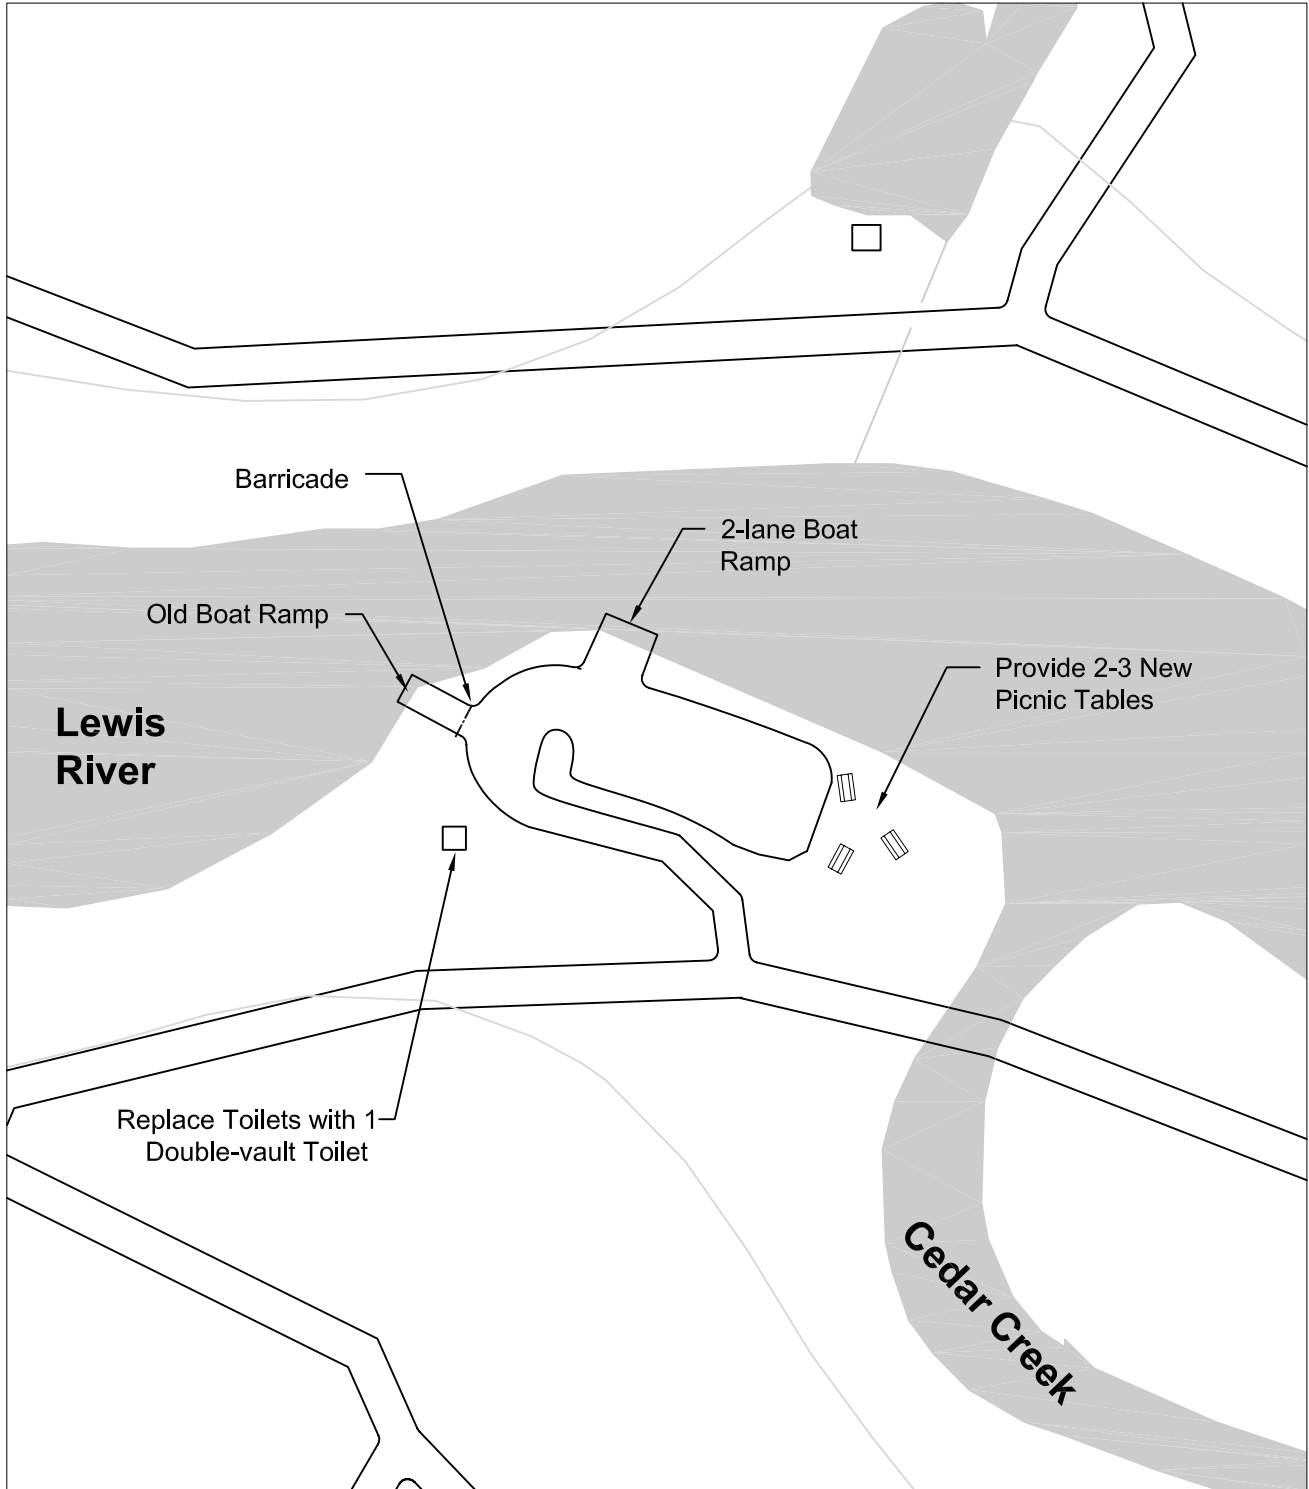 Barricade
2-lane Boat
Ramp
Old Boat Ramp
Provide 2-3 New
Picnic Tables
Lewis
River
Replace Toilets with 1
Double-vault Toilet
Cedar Creek